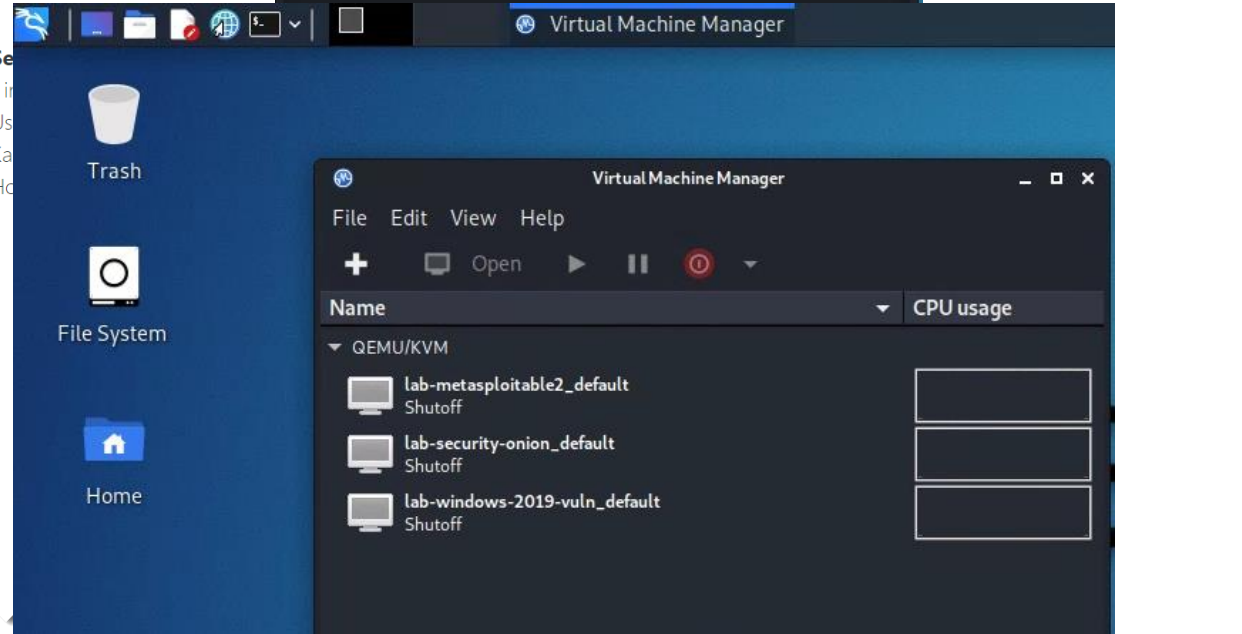 Virtual Machine Manager
Trash
File System
Home
Virtual Machine Manager
File Edit View Help
Open
Name CPU usage
QEMU/KVM
lab-metasploitable2_default
Shutoff
lab-security-onion_default
Shutoff
lab-windows-2019-vuln_default
Shutoff